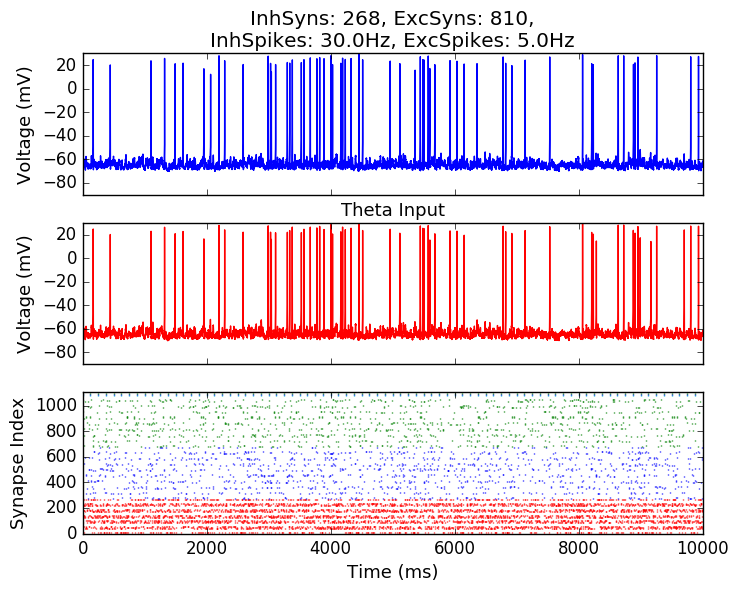 InhSyns: 268, ExcSyns: 810,
InhSpikes: 30.0Hz, ExcSpikes: 5.0Hz
20
0
−20
−40
−60
−80
Voltage (mV)
Theta Input
20
0
−20
−40
−60
−80
Voltage (mV)
1000
800
600
400
200
0
Synapse Index
0 2000 4000 6000 8000 10000
Time (ms)